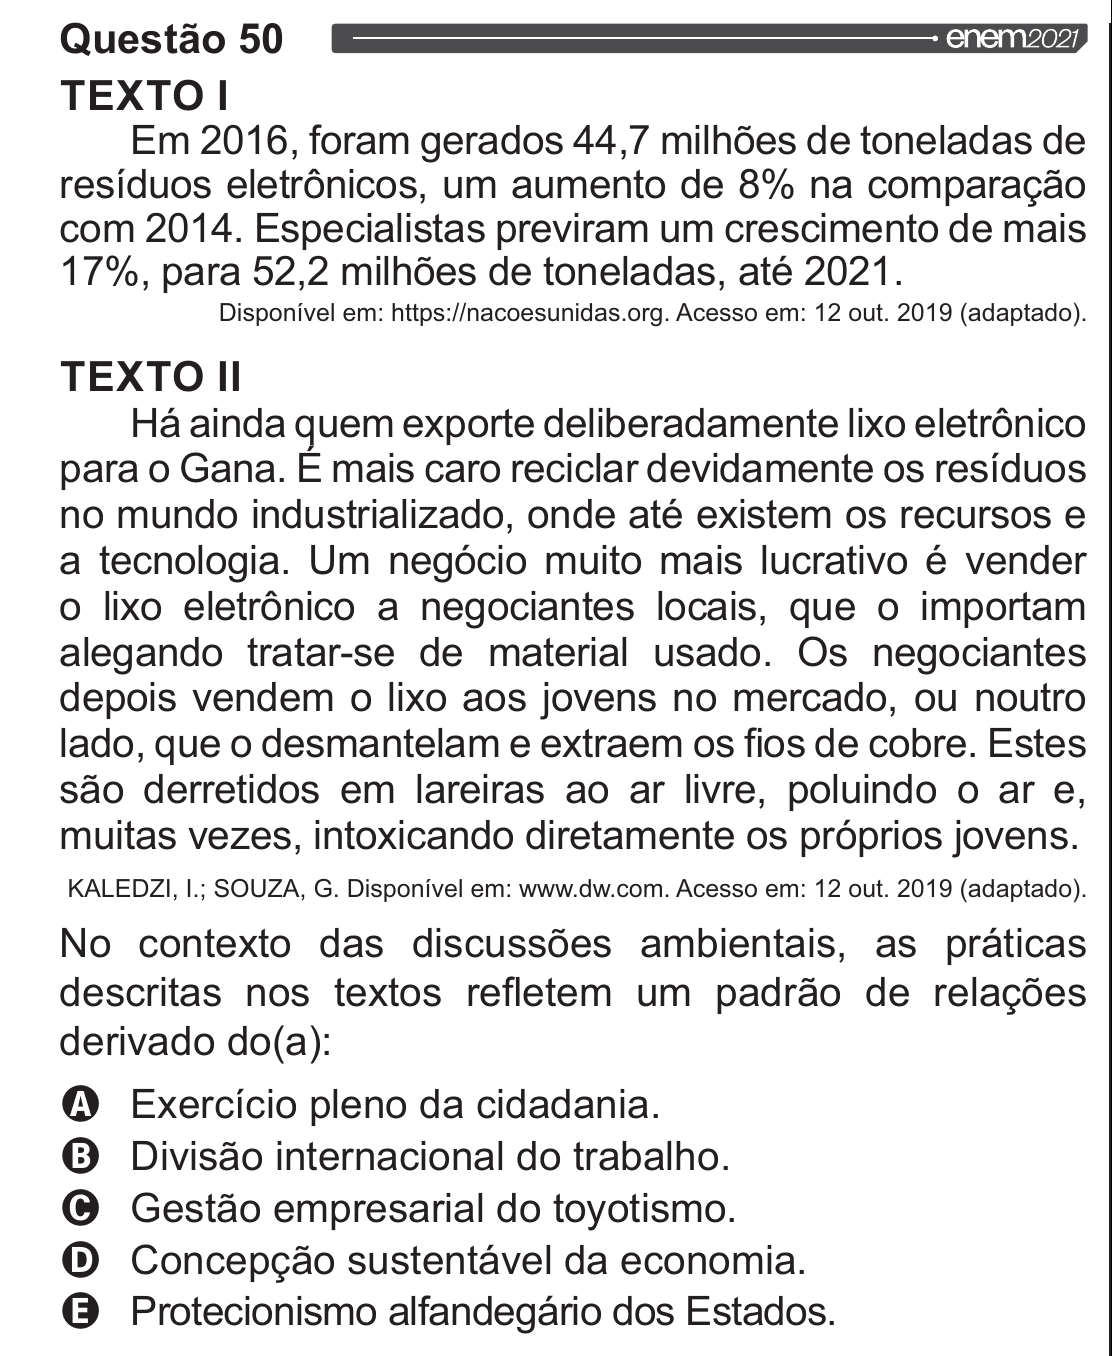 Questão 50
enem2021
TEXTO I
Em 2016, foram gerados 44,7 milhões de toneladas de
resíduos eletrônicos, um aumento de 8% na comparação
com 2014. Especialistas previram um crescimento de mais
17%, para 52,2 milhões de toneladas, até 2021.
Disponível em: https://nacoesunidas.org. Acesso em: 12 out. 2019 (adaptado).
TEXTO II
Há ainda quem exporte deliberadamente lixo eletrônico
para o Gana. É mais caro reciclar devidamente os resíduos
no mundo industrializado, onde até existem os recursos e
a tecnologia. Um negócio muito mais lucrativo é vender
o lixo eletrônico a negociantes locais, que o importam
alegando tratar-se de material usado. Os negociantes
depois vendem o lixo aos jovens no mercado, ou noutro
lado, que o desmantelam e extraem os fios de cobre. Estes
são derretidos em lareiras ao ar livre, poluindo o ar e,
muitas vezes, intoxicando diretamente os próprios jovens.
KALEDZI, I.; SOUZA, G. Disponível em: www.dw.com. Acesso em: 12 out. 2019 (adaptado).
No contexto das discussões ambientais, as práticas
descritas nos textos refletem um padrão de relações
derivado do(a):
A Exercício pleno da cidadania.
B Divisão internacional do trabalho.
C Gestão empresarial do toyotismo.
D Concepção sustentável da economia.
E Protecionismo alfandegário dos Estados.